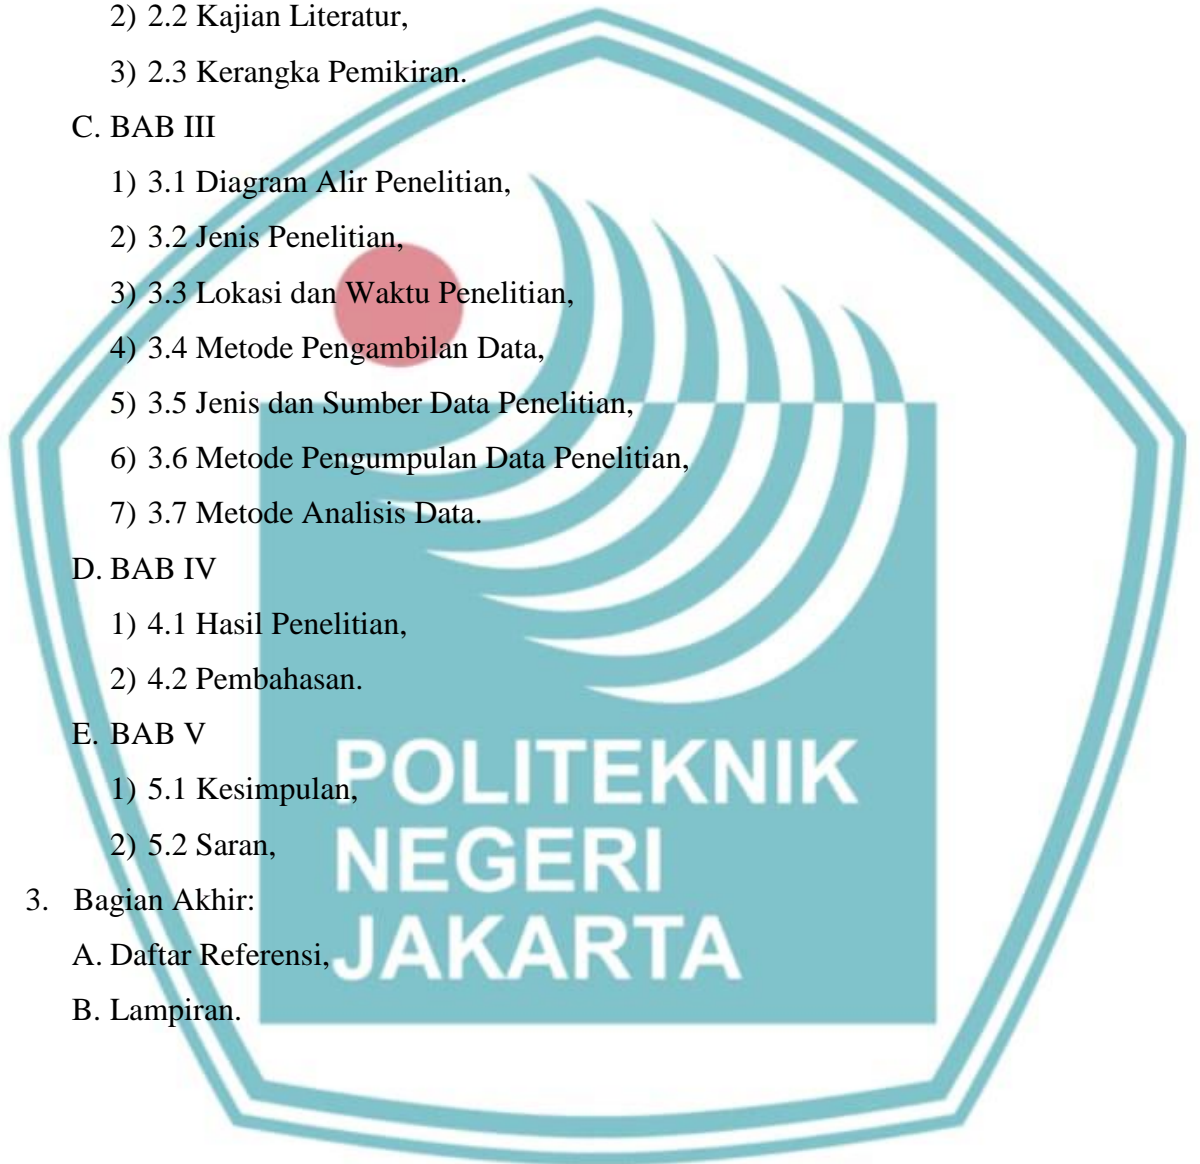 2) 2.2 Kajian Literatur,
3) 2.3 Kerangka Pemikiran.
C. BAB III
1) 3.1 Diagram Alir Penelitian,
2) 3.2 Jenis Penelitian,
3) 3.3 Lokasi dan Waktu Penelitian,
4) 3.4 Metode Pengambilan Data,
5) 3.5 Jenis dan Sumber Data Penelitian,
6) 3.6 Metode Pengumpulan Data Penelitian,
7) 3.7 Metode Analisis Data.
D. BAB IV
1) 4.1 Hasil Penelitian,
2) 4.2 Pembahasan.
E. BAB V
1) 5.1 Kesimpulan,
2) 5.2 Saran,
3. Bagian Akhir:
A. Daftar Referensi,
B. Lampiran.
POLITEKNIK
NEGERI
JAKARTA